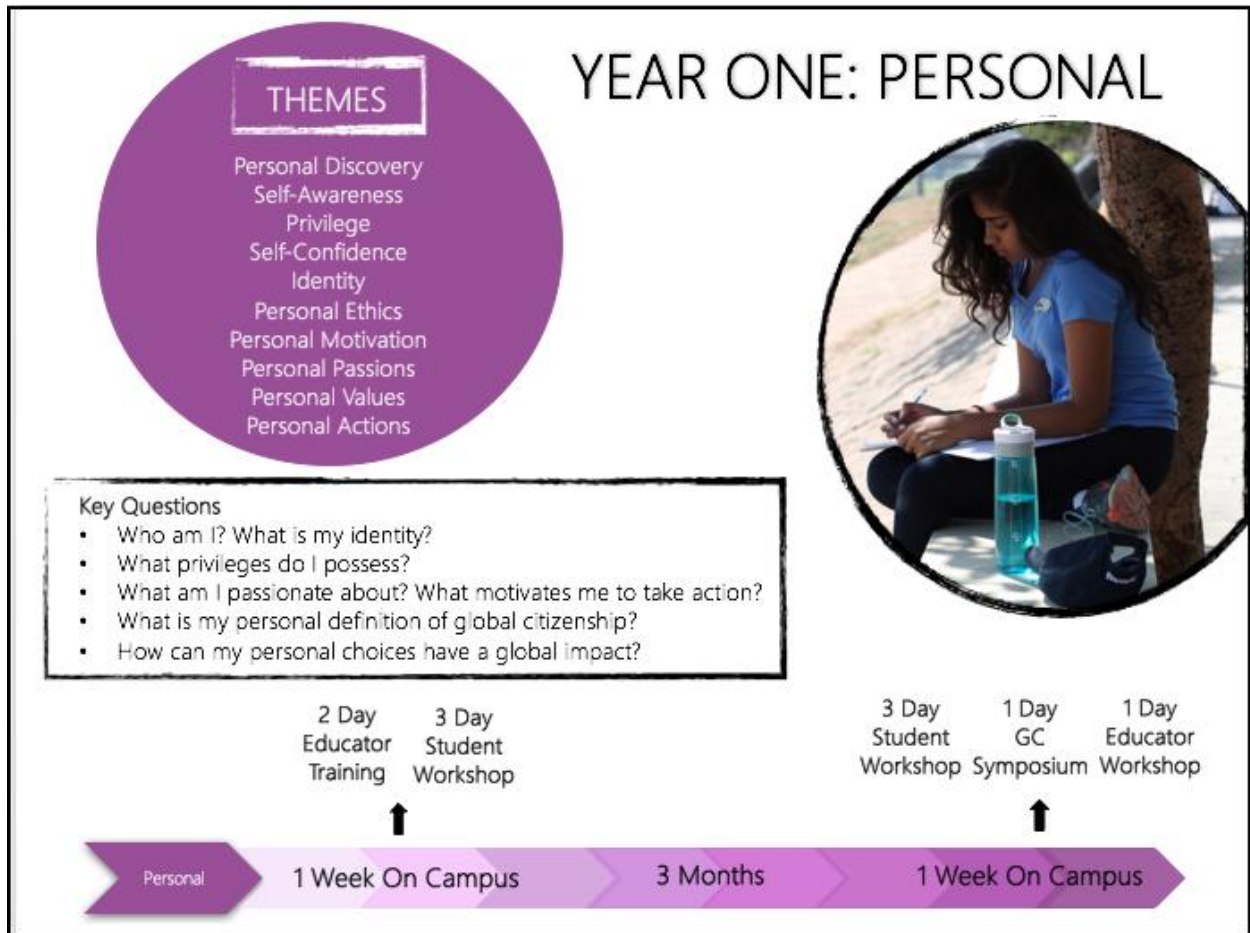 YEAR ONE: PERSONAL
THEMES
Personal Discovery
Self-Awareness
Privilege
Self-Confidence
Identity
Personal Ethics
Personal Motivation
Personal Passions
Personal Values
Personal Actions
Key Questions
• Who am I? What is my identity?
• What privileges do I possess?
• What am I passionate about? What motivates me to take action?
• What is my personal definition of global citizenship?
• How can my personal choices have a global impact?
2 Day
Educator
Training
3 Day
Student
Workshop
3 Day
Student
Workshop
1 Day
GC
Symposium
1 Day
Educator
Workshop
Personal
1 Week On Campus
3 Months
1 Week On Campus